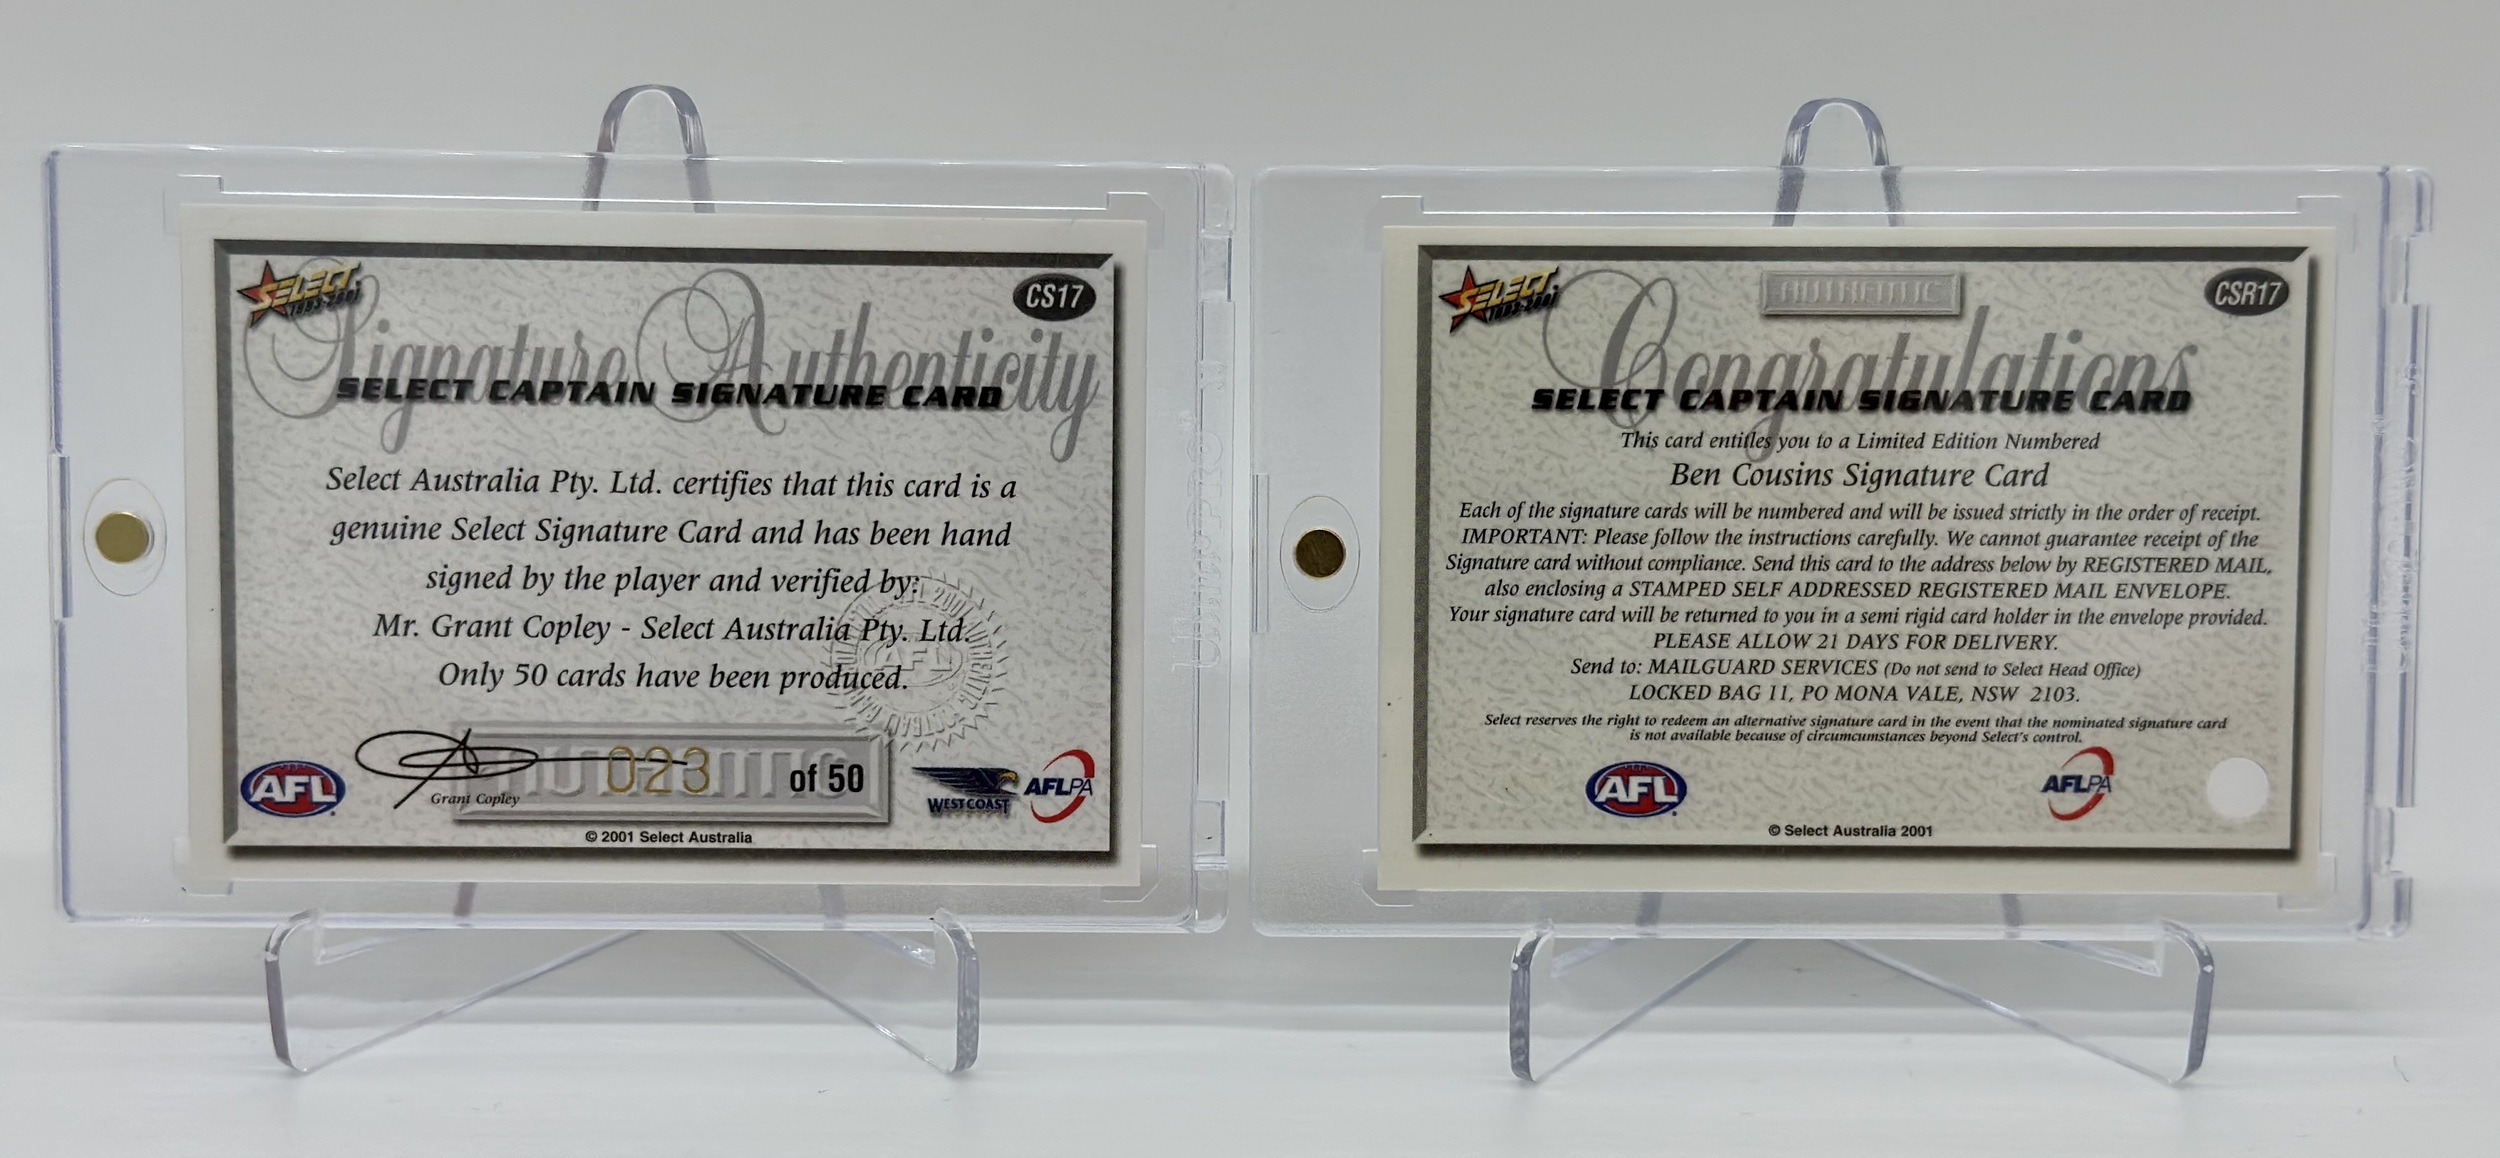 SELECT
1993-2001
CS17
Signature Authenticity
SELECT CAPTAIN SIGNATURE CARD
Select Australia Pty. Ltd. certifies that this card is a
genuine Select Signature Card and has been hand
signed by the player and verified by:
Mr. Grant Copley - Select Australia Pty. Ltd.
Only 50 cards have been produced.
AFL
Grant Copley
023 of 50
WEST COAST
AFLPA
© 2001 Select Australia
SELECT
1993-2001
AUTHENTIC
CSR17
Congratulations
SELECT CAPTAIN SIGNATURE CARD
This card entitles you to a Limited Edition Numbered
Ben Cousins Signature Card
Each of the signature cards will be numbered and will be issued strictly in the order of receipt.
IMPORTANT: Please follow the instructions carefully. We cannot guarantee receipt of the
Signature card without compliance. Send this card to the address below by REGISTERED MAIL,
also enclosing a STAMPED SELF ADDRESSED REGISTERED MAIL ENVELOPE.
Your signature card will be returned to you in a semi rigid card holder in the envelope provided.
PLEASE ALLOW 21 DAYS FOR DELIVERY.
Send to: MAILGUARD SERVICES (Do not send to Select Head Office)
LOCKED BAG 11, PO MONA VALE, NSW 2103.
Select reserves the right to redeem an alternative signature card in the event that the nominated signature card
is not available because of circumcumstances beyond Select's control.
AFL
AFLPA
© Select Australia 2001